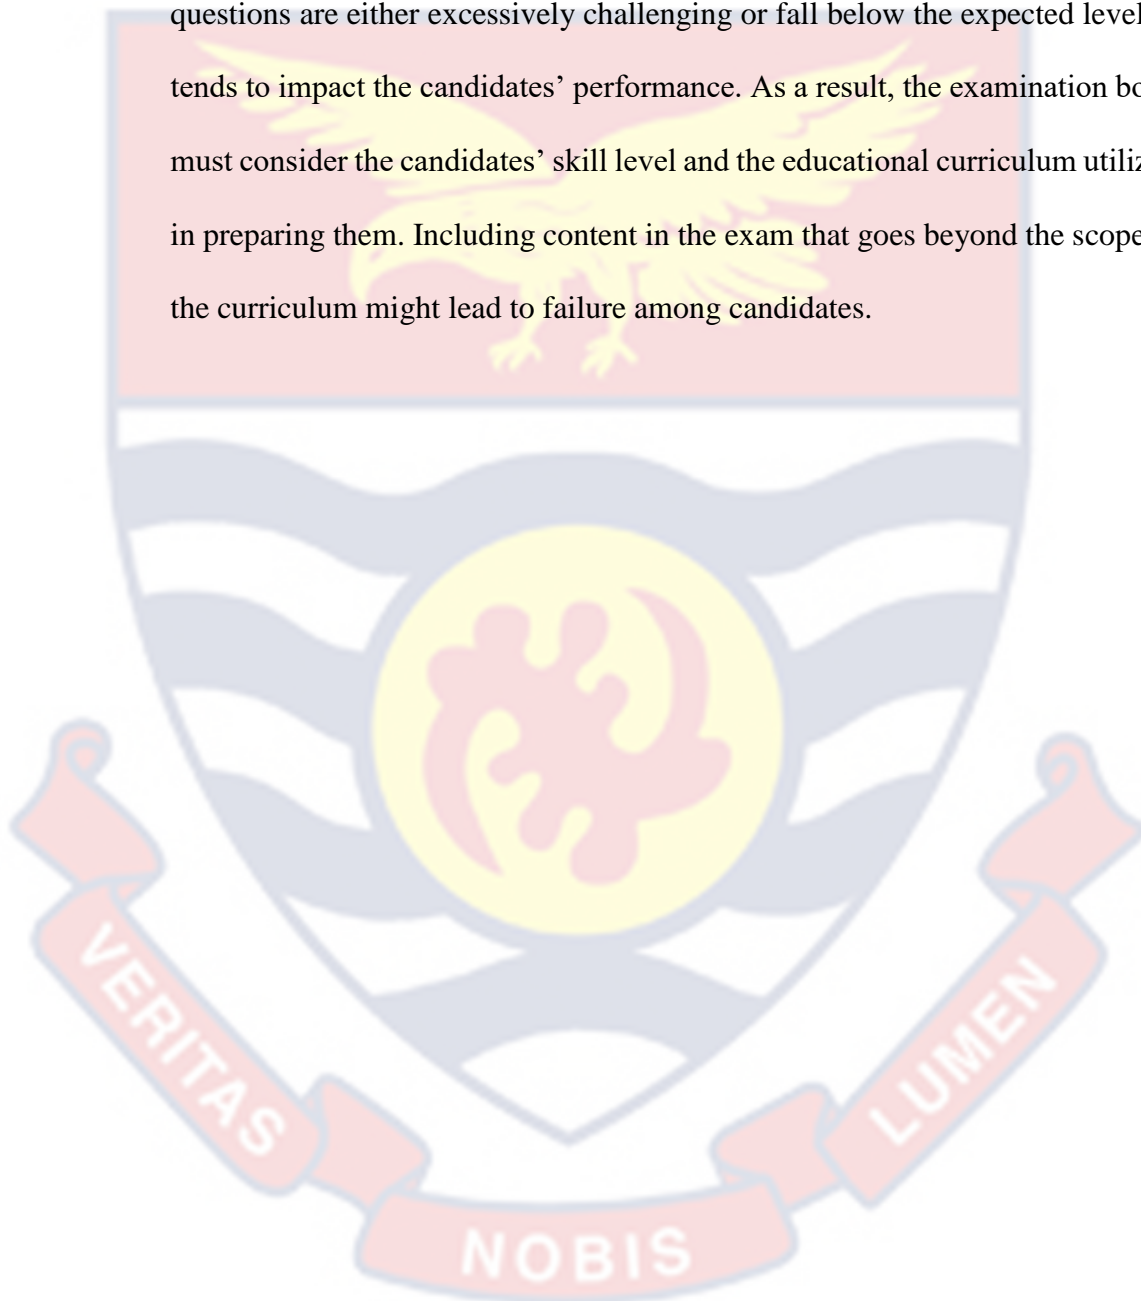 questions are either excessively challenging or fall below the expected level
tends to impact the candidates’ performance. As a result, the examination bo
must consider the candidates’ skill level and the educational curriculum utiliz
in preparing them. Including content in the exam that goes beyond the scope
the curriculum might lead to failure among candidates.
VERITAS
NOBIS
LUMEN